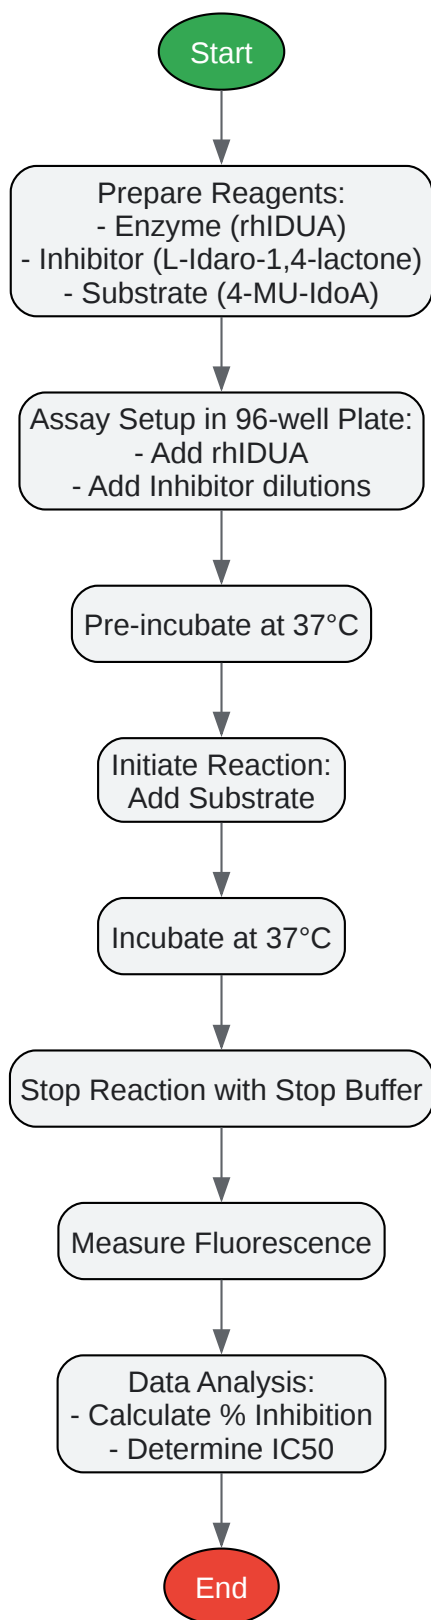 Start
Prepare Reagents:
- Enzyme (rhIDUA)
- Inhibitor (L-Idaro-1,4-lactone)
- Substrate (4-MU-IdoA)
Assay Setup in 96-well Plate:
- Add rhIDUA
- Add Inhibitor dilutions
Pre-incubate at 37°C
Initiate Reaction:
Add Substrate
Incubate at 37°C
Stop Reaction with Stop Buffer
Measure Fluorescence
Data Analysis:
- Calculate % Inhibition
- Determine IC50
End